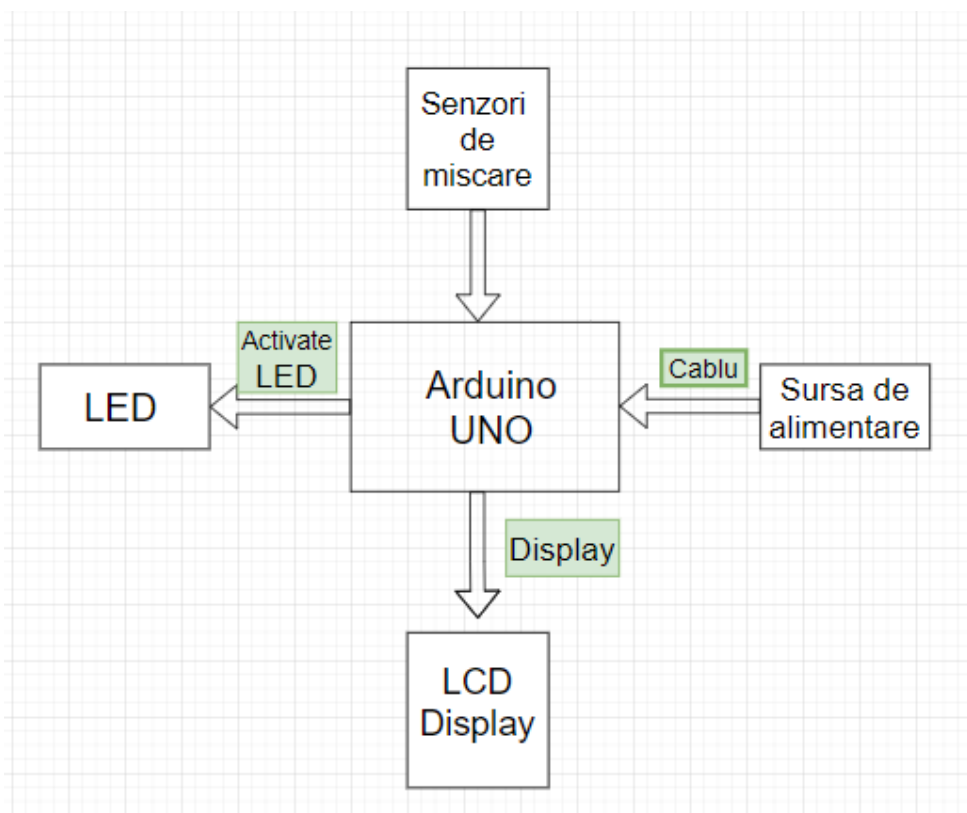 Senzori
de
miscare
Activate
LED
LED
Arduino
UNO
Cablu
Sursa de
alimentare
Display
LCD
Display